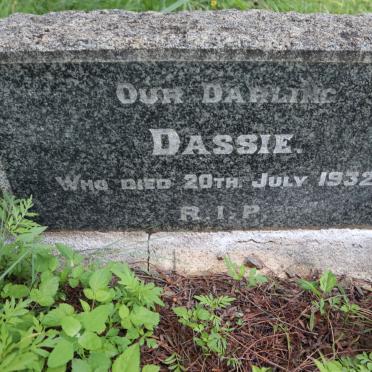 OUR DARLING
DASSIE.
WHO DIED 20TH. JULY 1932
R.I.P.